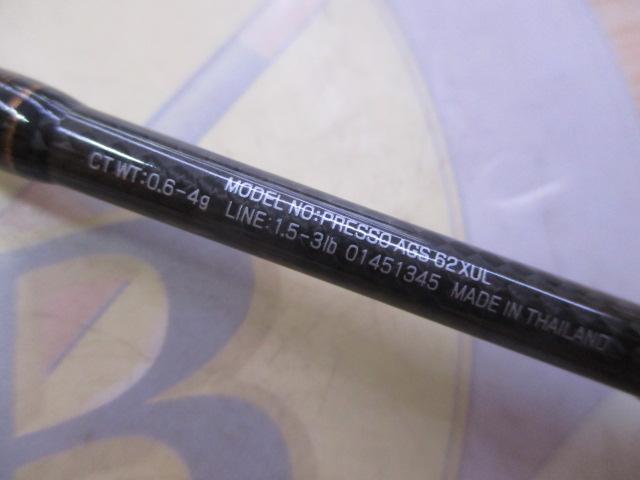 MODEL NO:PRESSO AGS 62XUL
CT WT:0.6-4g LINE:1.5-3lb 01451345 MADE IN THAILAND